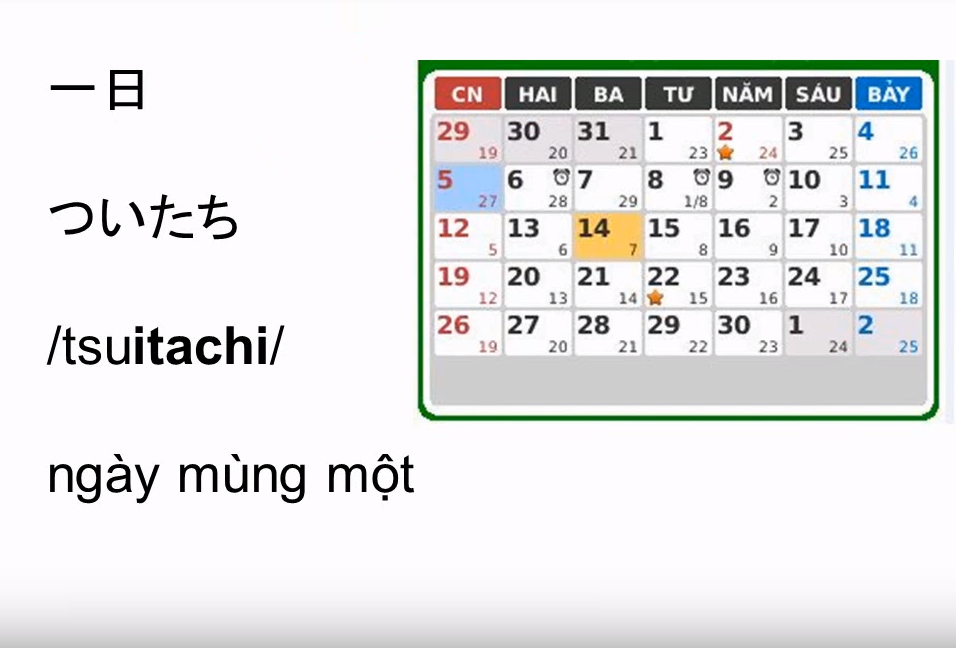 一日
ついたち
/tsuitachi/
ngày mùng một
CN HAI BA TƯ NĂM SÁU BẢY
29 19 30 20 31 21 1 23 2 24 3 25 4 26
5 27 6 28 7 29 8 1/8 9 2 10 3 11 4
12 5 13 6 14 7 15 8 16 9 17 10 18 11
19 12 20 13 21 14 22 15 23 16 24 17 25 18
26 19 27 20 28 21 29 22 30 23 1 24 2 25